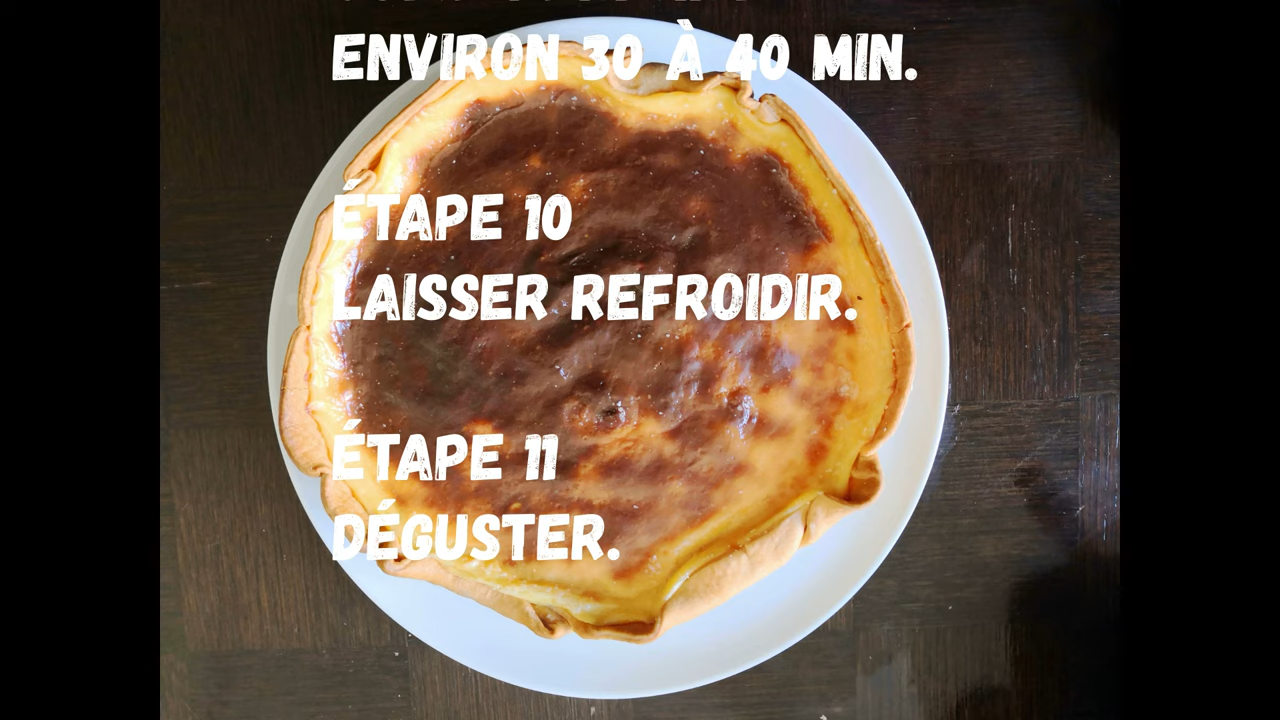 ENVIRON 30 À 40 MIN.
ÉTAPE 10
LAISSER REFROIDIR.
ÉTAPE 11
DÉGUSTER.